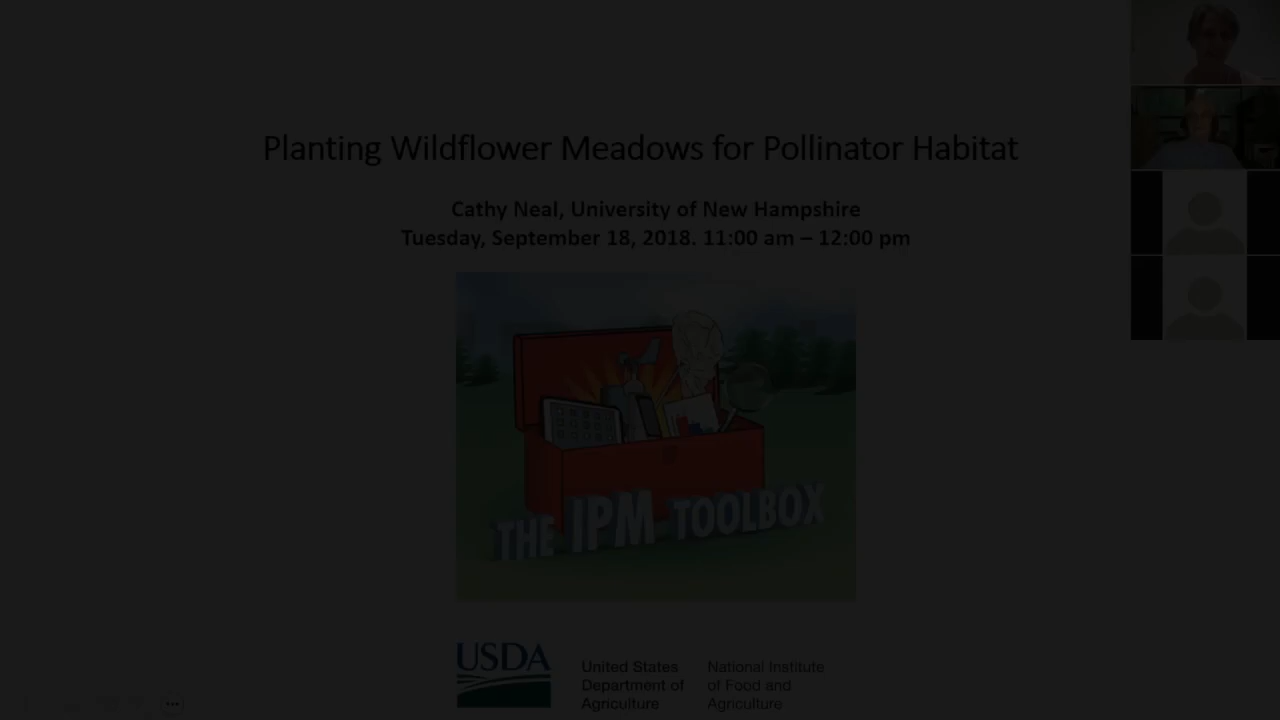 Planting Wildflower Meadows for Pollinator Habitat
Cathy Neal, University of New Hampshire
Tuesday, September 18, 2018. 11:00 am – 12:00 pm
THE IPM TOOLBOX
USDA
United States
Department of
Agriculture
National Institute
of Food and
Agriculture